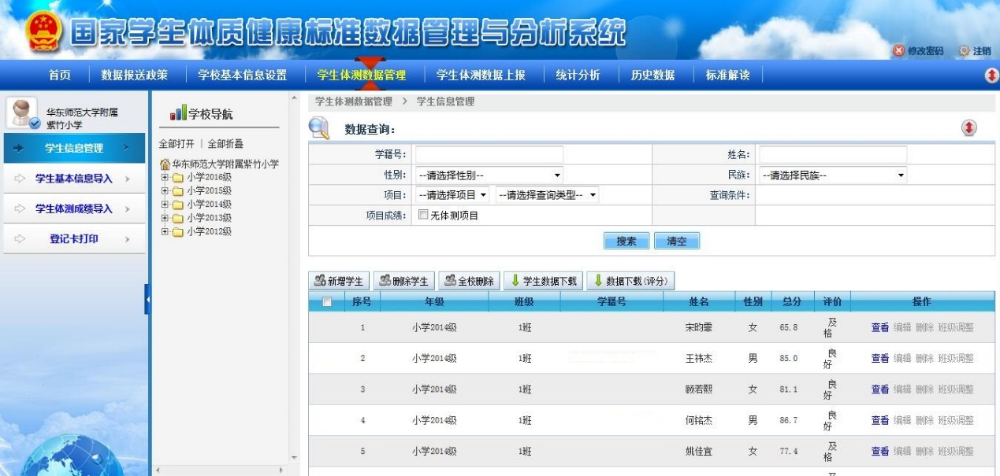 国家学生体质健康标准数据管理与分析系统
修改密码 注销
首页 数据报送政策 学校基本信息设置 学生体测数据管理 学生体测数据上报 统计分析 历史数据 标准解读
华东师范大学附属
紫竹小学
学生信息管理
学生基本信息导入
学生体测成绩导入
登记卡打印
学校导航
全部打开 | 全部折叠
华东师范大学附属紫竹小学
小学2016级
小学2015级
小学2014级
小学2013级
小学2012级
学生体测数据管理 > 学生信息管理
数据查询:
学籍号: 姓名:
性别: --请选择性别-- 民族: --请选择民族--
项目: --请选择项目 --请选择查询类型-- 查询条件:
项目成绩: 无体测项目
搜索 清空
新增学生 删除学生 全校删除 学生数据下载 数据下载(评分)
序号 年级 班级 学籍号 姓名 性别 总分 评价 操作
1 小学2014级 1班 宋昀霏 女 65.8 及格 查看 编辑 删除 班级调整
2 小学2014级 1班 王祎杰 男 85.0 良好 查看 编辑 删除 班级调整
3 小学2014级 1班 顾若熙 女 81.1 良好 查看 编辑 删除 班级调整
4 小学2014级 1班 何铭杰 男 86.7 良好 查看 编辑 删除 班级调整
5 小学2014级 1班 姚佳宜 女 77.4 及格 查看 编辑 删除 班级调整